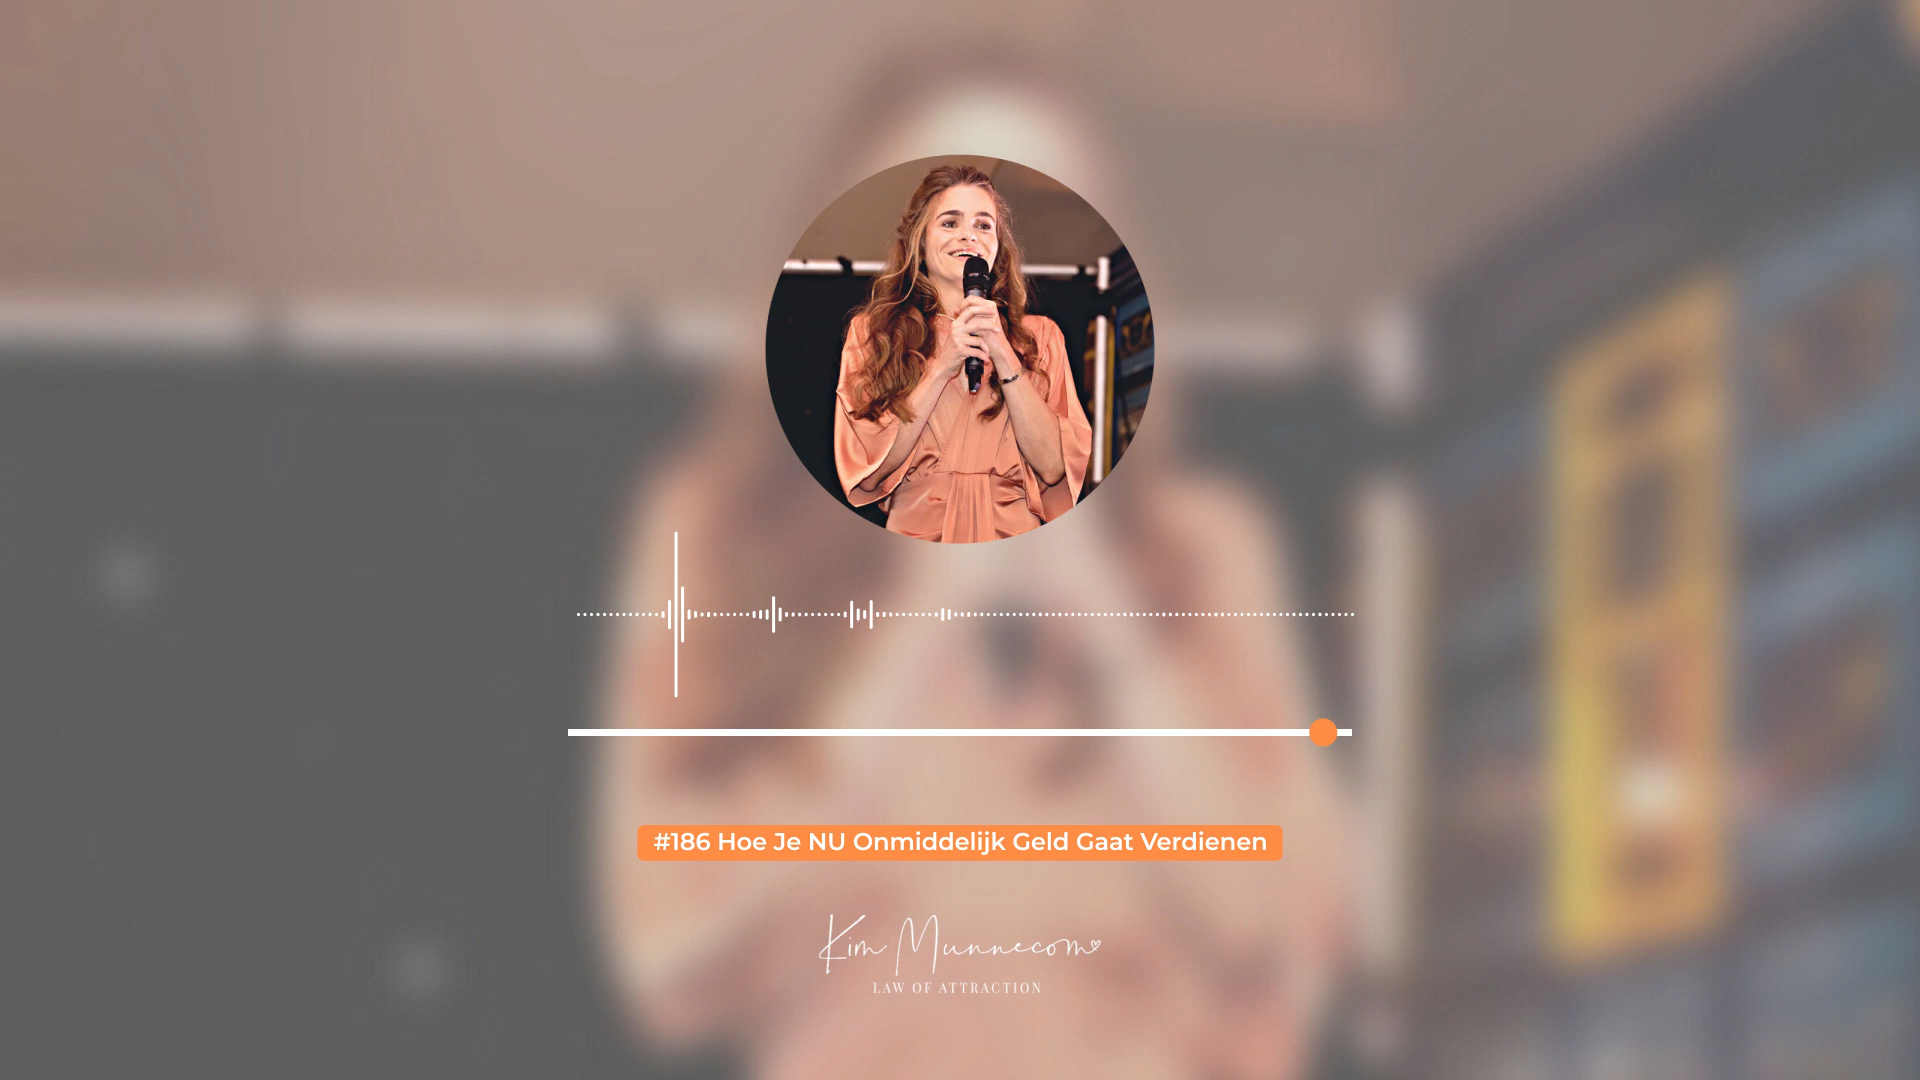 #186 Hoe Je NU Onmiddelijk Geld Gaat Verdienen
Kim Munnecom
LAW OF ATTRACTION